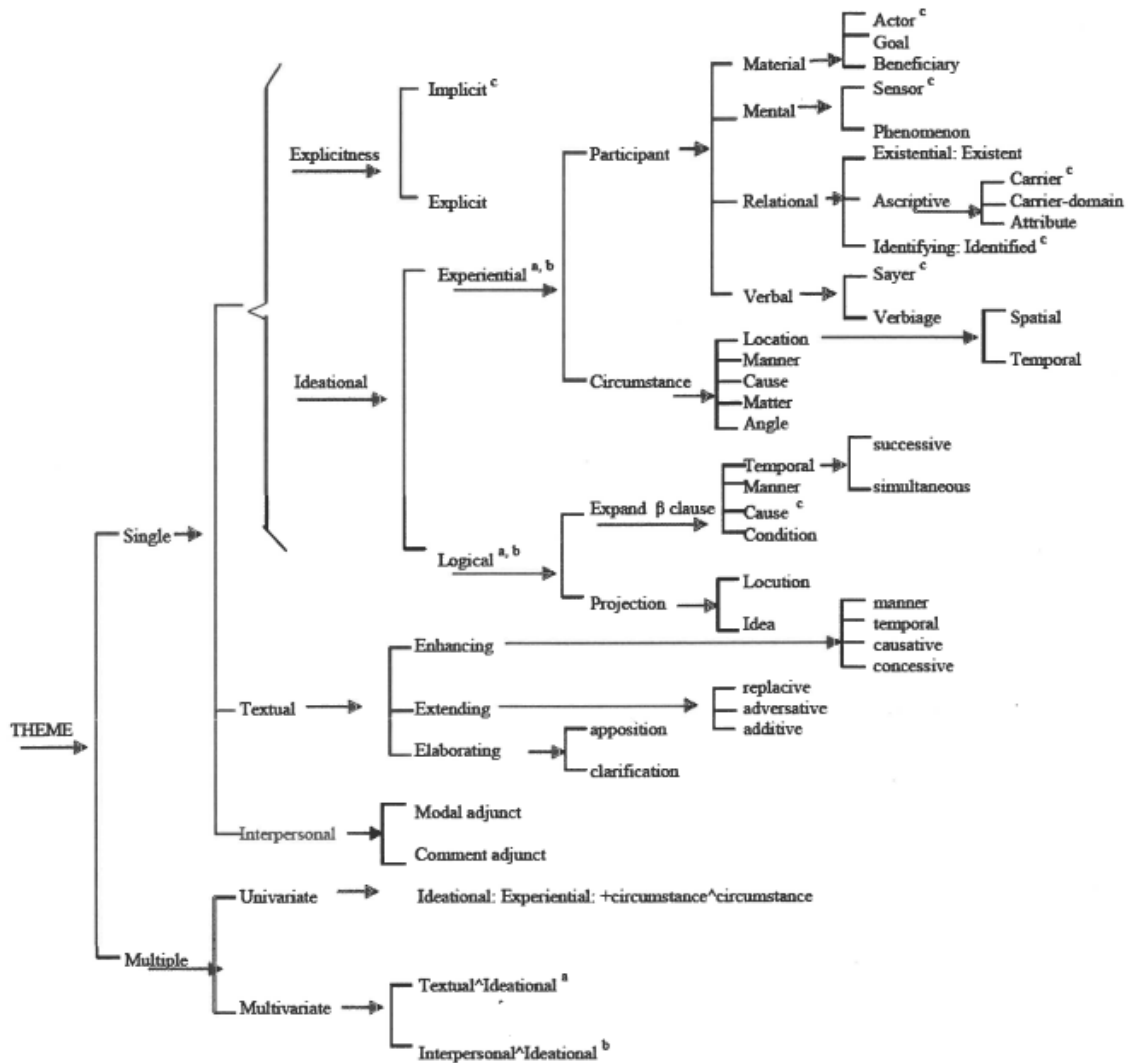 Actor c
Goal
Material
Beneficiary
Implicit c
Sensor c
Mental
Phenomenon
Explicitness
Participant
Existential: Existent
Carrier c
Explicit
Relational
Ascriptive
Carrier-domain
Attribute
Identifying: Identified c
Experiential a, b
Sayer c
Verbal
Verbiage
Spatial
Location
Temporal
Manner
Ideational
Circumstance
Cause
Matter
Angle
successive
Temporal
Manner
simultaneous
Expand β clause
Cause c
Single
Condition
Logical a, b
Locution
Projection
manner
Idea
temporal
Enhancing
causative
concessive
replacive
Textual
Extending
adversative
THEME
apposition
additive
Elaborating
clarification
Modal adjunct
Interpersonal
Comment adjunct
Univariate
Ideational: Experiential: +circumstance^circumstance
Multiple
Textual^Ideational a
Multivariate
Interpersonal^Ideational b